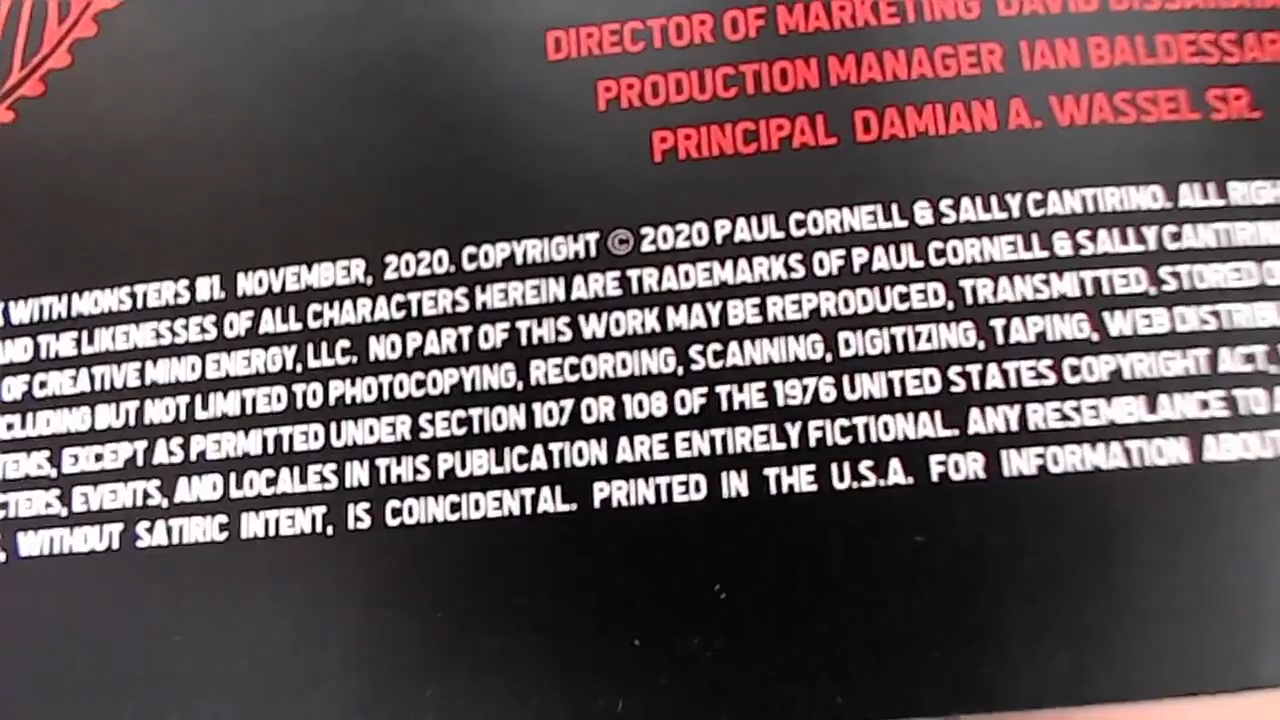 DIRECTOR OF MARKETING DAVID
PRODUCTION MANAGER IAN
PRINCIPAL DAMIAN A. WASSEL SR.
WITH MONSTERS #1. NOVEMBER, 2020. COPYRIGHT © 2020 PAUL CORNELL & SALLY CANTIRINO. ALL
THE LIKENESSES OF ALL CHARACTERS HEREIN ARE TRADEMARKS OF PAUL CORNELL & SALLY
OF CREATIVE MIND ENERGY, LLC. NO PART OF THIS WORK MAY BE REPRODUCED, TRANSMITTED, STORED
BUT NOT LIMITED TO PHOTOCOPYING, RECORDING, SCANNING, DIGITIZING, TAPING, WEB
EXCEPT AS PERMITTED UNDER SECTION 107 OR 108 OF THE 1976 UNITED STATES COPYRIGHT ACT,
EVENTS, AND LOCALES IN THIS PUBLICATION ARE ENTIRELY FICTIONAL. ANY RESEMBLANCE TO
WITHOUT SATIRIC INTENT, IS COINCIDENTAL. PRINTED IN THE U.S.A. FOR INFORMATION ABOUT